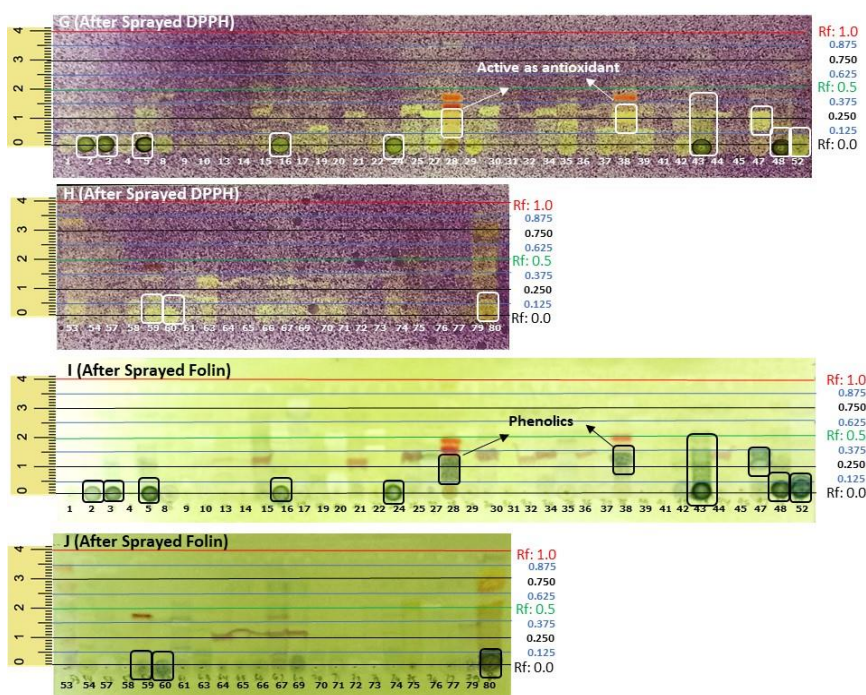 G (After Sprayed DPPH)
4
3
2
1
0
Active as antioxidant
Rf: 1.0
0.875
0.750
0.625
Rf: 0.5
0.375
0.250
0.125
Rf: 0.0
1 2 3 4 5 8 9 10 13 14 15 16 17 19 20 21 22 24 25 27 28 29 30 31 32 34 35 36 37 38 39 41 42 43 44 45 47 48 52
H (After Sprayed DPPH)
4
3
2
1
0
Rf: 1.0
0.875
0.750
0.625
Rf: 0.5
0.375
0.250
0.125
Rf: 0.0
53 54 57 58 59 60 61 63 64 65 66 67 69 70 71 72 73 74 75 76 77 79 80
I (After Sprayed Folin)
4
3
2
1
0
Phenolics
Rf: 1.0
0.875
0.750
0.625
Rf: 0.5
0.375
0.250
0.125
Rf: 0.0
1 2 3 4 5 8 9 10 13 14 15 16 17 19 20 21 22 24 25 27 28 29 30 31 32 34 35 36 37 38 39 41 42 43 44 45 47 48 52
J (After Sprayed Folin)
4
3
2
1
0
Rf: 1.0
0.875
0.750
0.625
Rf: 0.5
0.375
0.250
0.125
Rf: 0.0
53 54 57 58 59 60 61 63 64 65 66 67 69 70 71 72 73 74 75 76 77 79 80